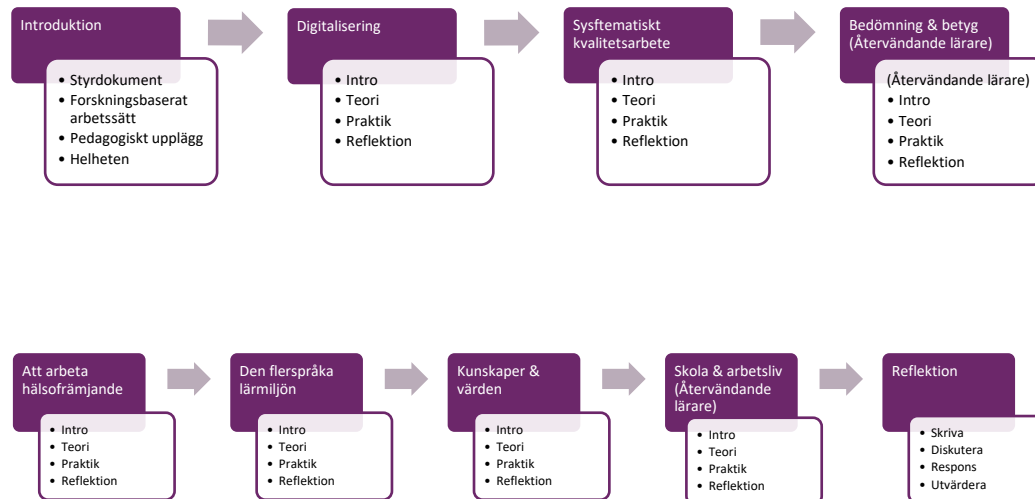 Introduktion
• Styrdokument
• Forskningsbaserat
arbetssätt
• Pedagogiskt upplägg
• Helheten
Digitalisering
• Intro
• Teori
• Praktik
• Reflektion
Sysftematiskt
kvalitetsarbete
• Intro
• Teori
• Praktik
• Reflektion
Bedömning & betyg
(Återvändande lärare)
(Återvändande lärare)
• Intro
• Teori
• Praktik
• Reflektion
Att arbeta
hälsofrämjande
• Intro
• Teori
• Praktik
• Reflektion
Den flerspråka
lärmiljön
• Intro
• Teori
• Praktik
• Reflektion
Kunskaper &
värden
• Intro
• Teori
• Praktik
• Reflektion
Skola & arbetsliv
(Återvändande
lärare)
• Intro
• Teori
• Praktik
• Reflektion
Reflektion
• Skriva
• Diskutera
• Respons
• Utvärdera